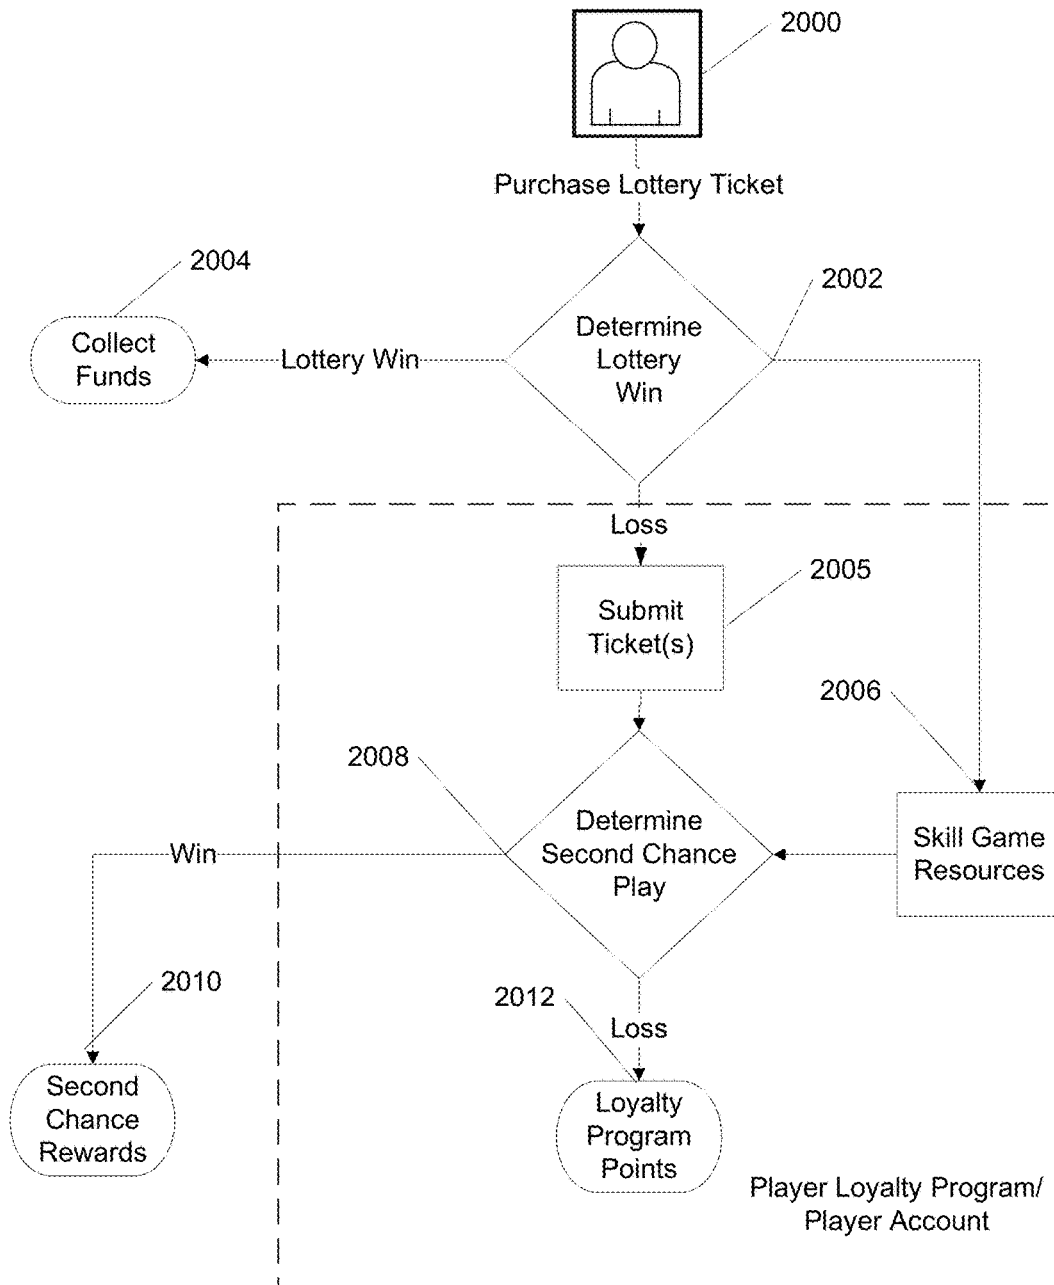 2000
Purchase Lottery Ticket
2004
2002
Collect
Funds
Lottery Win
Determine
Lottery
Win
Loss
2005
Submit
Ticket(s)
2006
2008
Determine
Second Chance
Play
Skill Game
Resources
Win
2010
2012
Loss
Second
Chance
Rewards
Loyalty
Program
Points
Player Loyalty Program/
Player Account